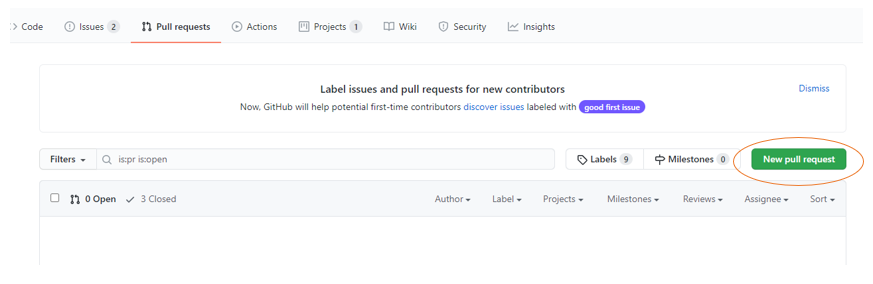 Code Issues 2 Pull requests Actions Projects 1 Wiki Security Insights
Label issues and pull requests for new contributors Dismiss
Now, GitHub will help potential first-time contributors discover issues labeled with good first issue
Filters is:pr is:open Labels 9 Milestones 0 New pull request
0 Open 3 Closed Author Label Projects Milestones Reviews Assignee Sort